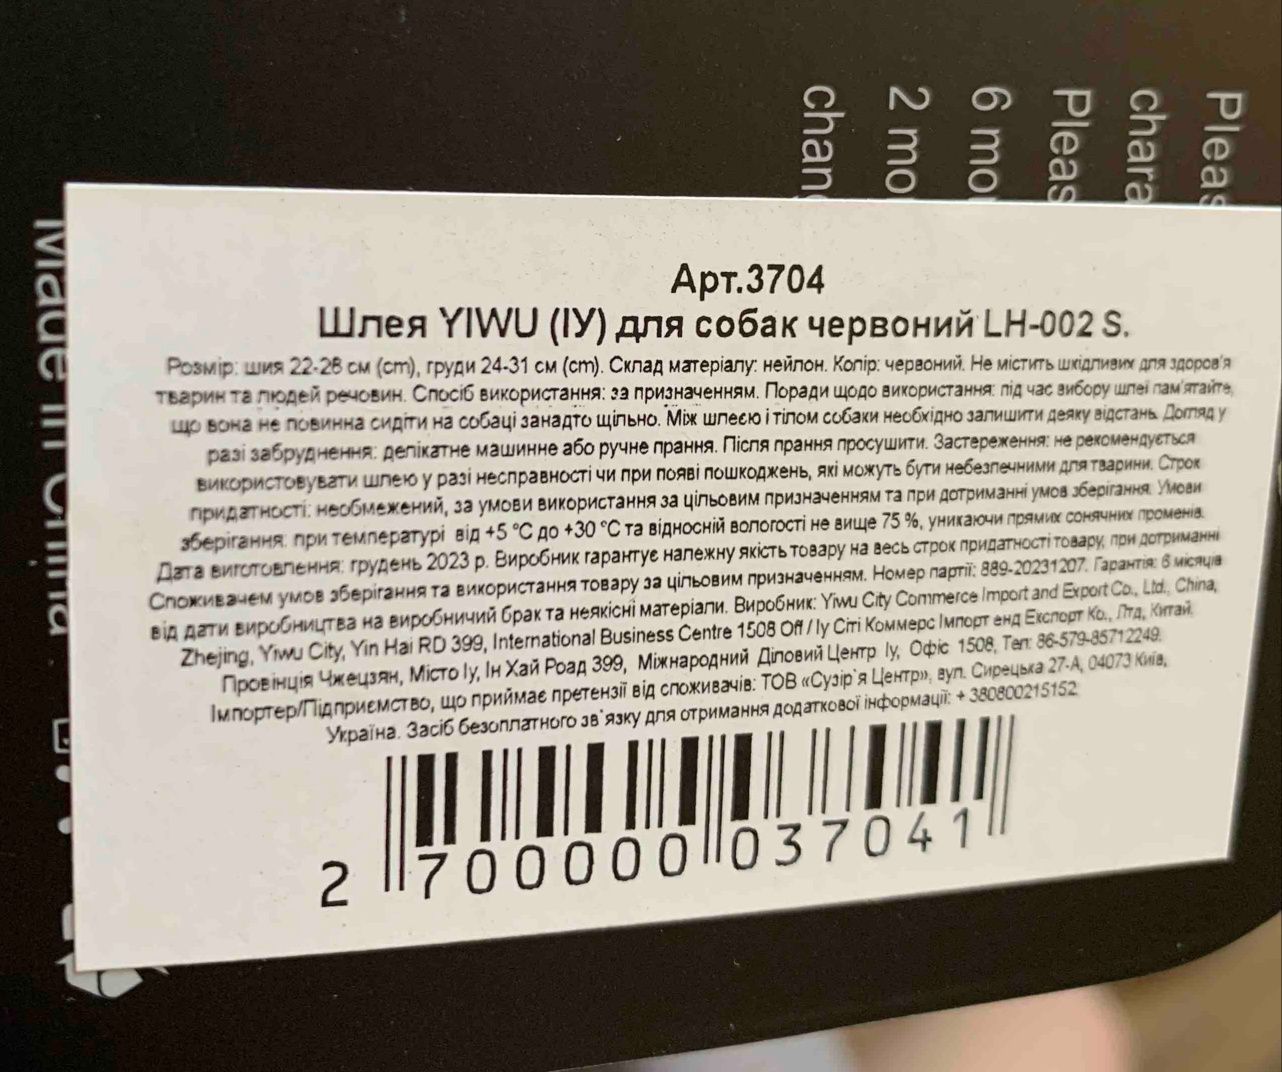 Pleas
chara
Pleas
6 mo
2 mo
chang
Made in China
Арт.3704
Шлея YIWU (ІУ) для собак червоний LH-002 S.
Розмір: шия 22-28 см (cm), груди 24-31 см (cm). Склад матеріалу: нейлон. Колір: червоний. Не містить шкідливих для здоров'я
тварин та людей речовин. Спосіб використання: за призначенням. Поради щодо використання: під час вибору шлеї пам'ятайте,
що вона не повинна сидіти на собаці занадто щільно. Між шлеєю і тілом собаки необхідно залишити деяку відстань. Догляд у
разі забруднення: делікатне машинне або ручне прання. Після прання просушити. Застереження: не рекомендується
використовувати шлею у разі несправності чи при появі пошкоджень, які можуть бути небезпечними для тварини. Строк
придатності: необмежений, за умови використання за цільовим призначенням та при дотриманні умов зберігання. Умови
зберігання: при температурі від +5 °C до +30 °C та відносній вологості не вище 75 %, уникаючи прямих сонячних променів.
Дата виготовлення: грудень 2023 р. Виробник гарантує належну якість товару на весь строк придатності товару, при дотриманні
Споживачем умов зберігання та використання товару за цільовим призначенням. Номер партії: 889-20231207. Гарантія: 6 місяців
від дати виробництва на виробничий брак та неякісні матеріали. Виробник: Yiwu City Commerce Import and Export Co., Ltd., China,
Zhejing, Yiwu City, Yin Hai RD 399, International Business Centre 1508 Off / Іу Сіті Коммерс Імпорт енд Експорт Ко., Лтд, Китай,
Провінція Чжецзян, Місто Іу, Ін Хай Роад 399, Міжнародний Діловий Центр Іу, Офіс 1508, Тел: 86-579-85712249.
Імпортер/Підприємство, що приймає претензії від споживачів: ТОВ «Сузір`я Центр», вул. Сирецька 27-А, 04073 Київ,
Україна. Засіб безоплатного зв`язку для отримання додаткової інформації: + 380800215152
2 700000 037041